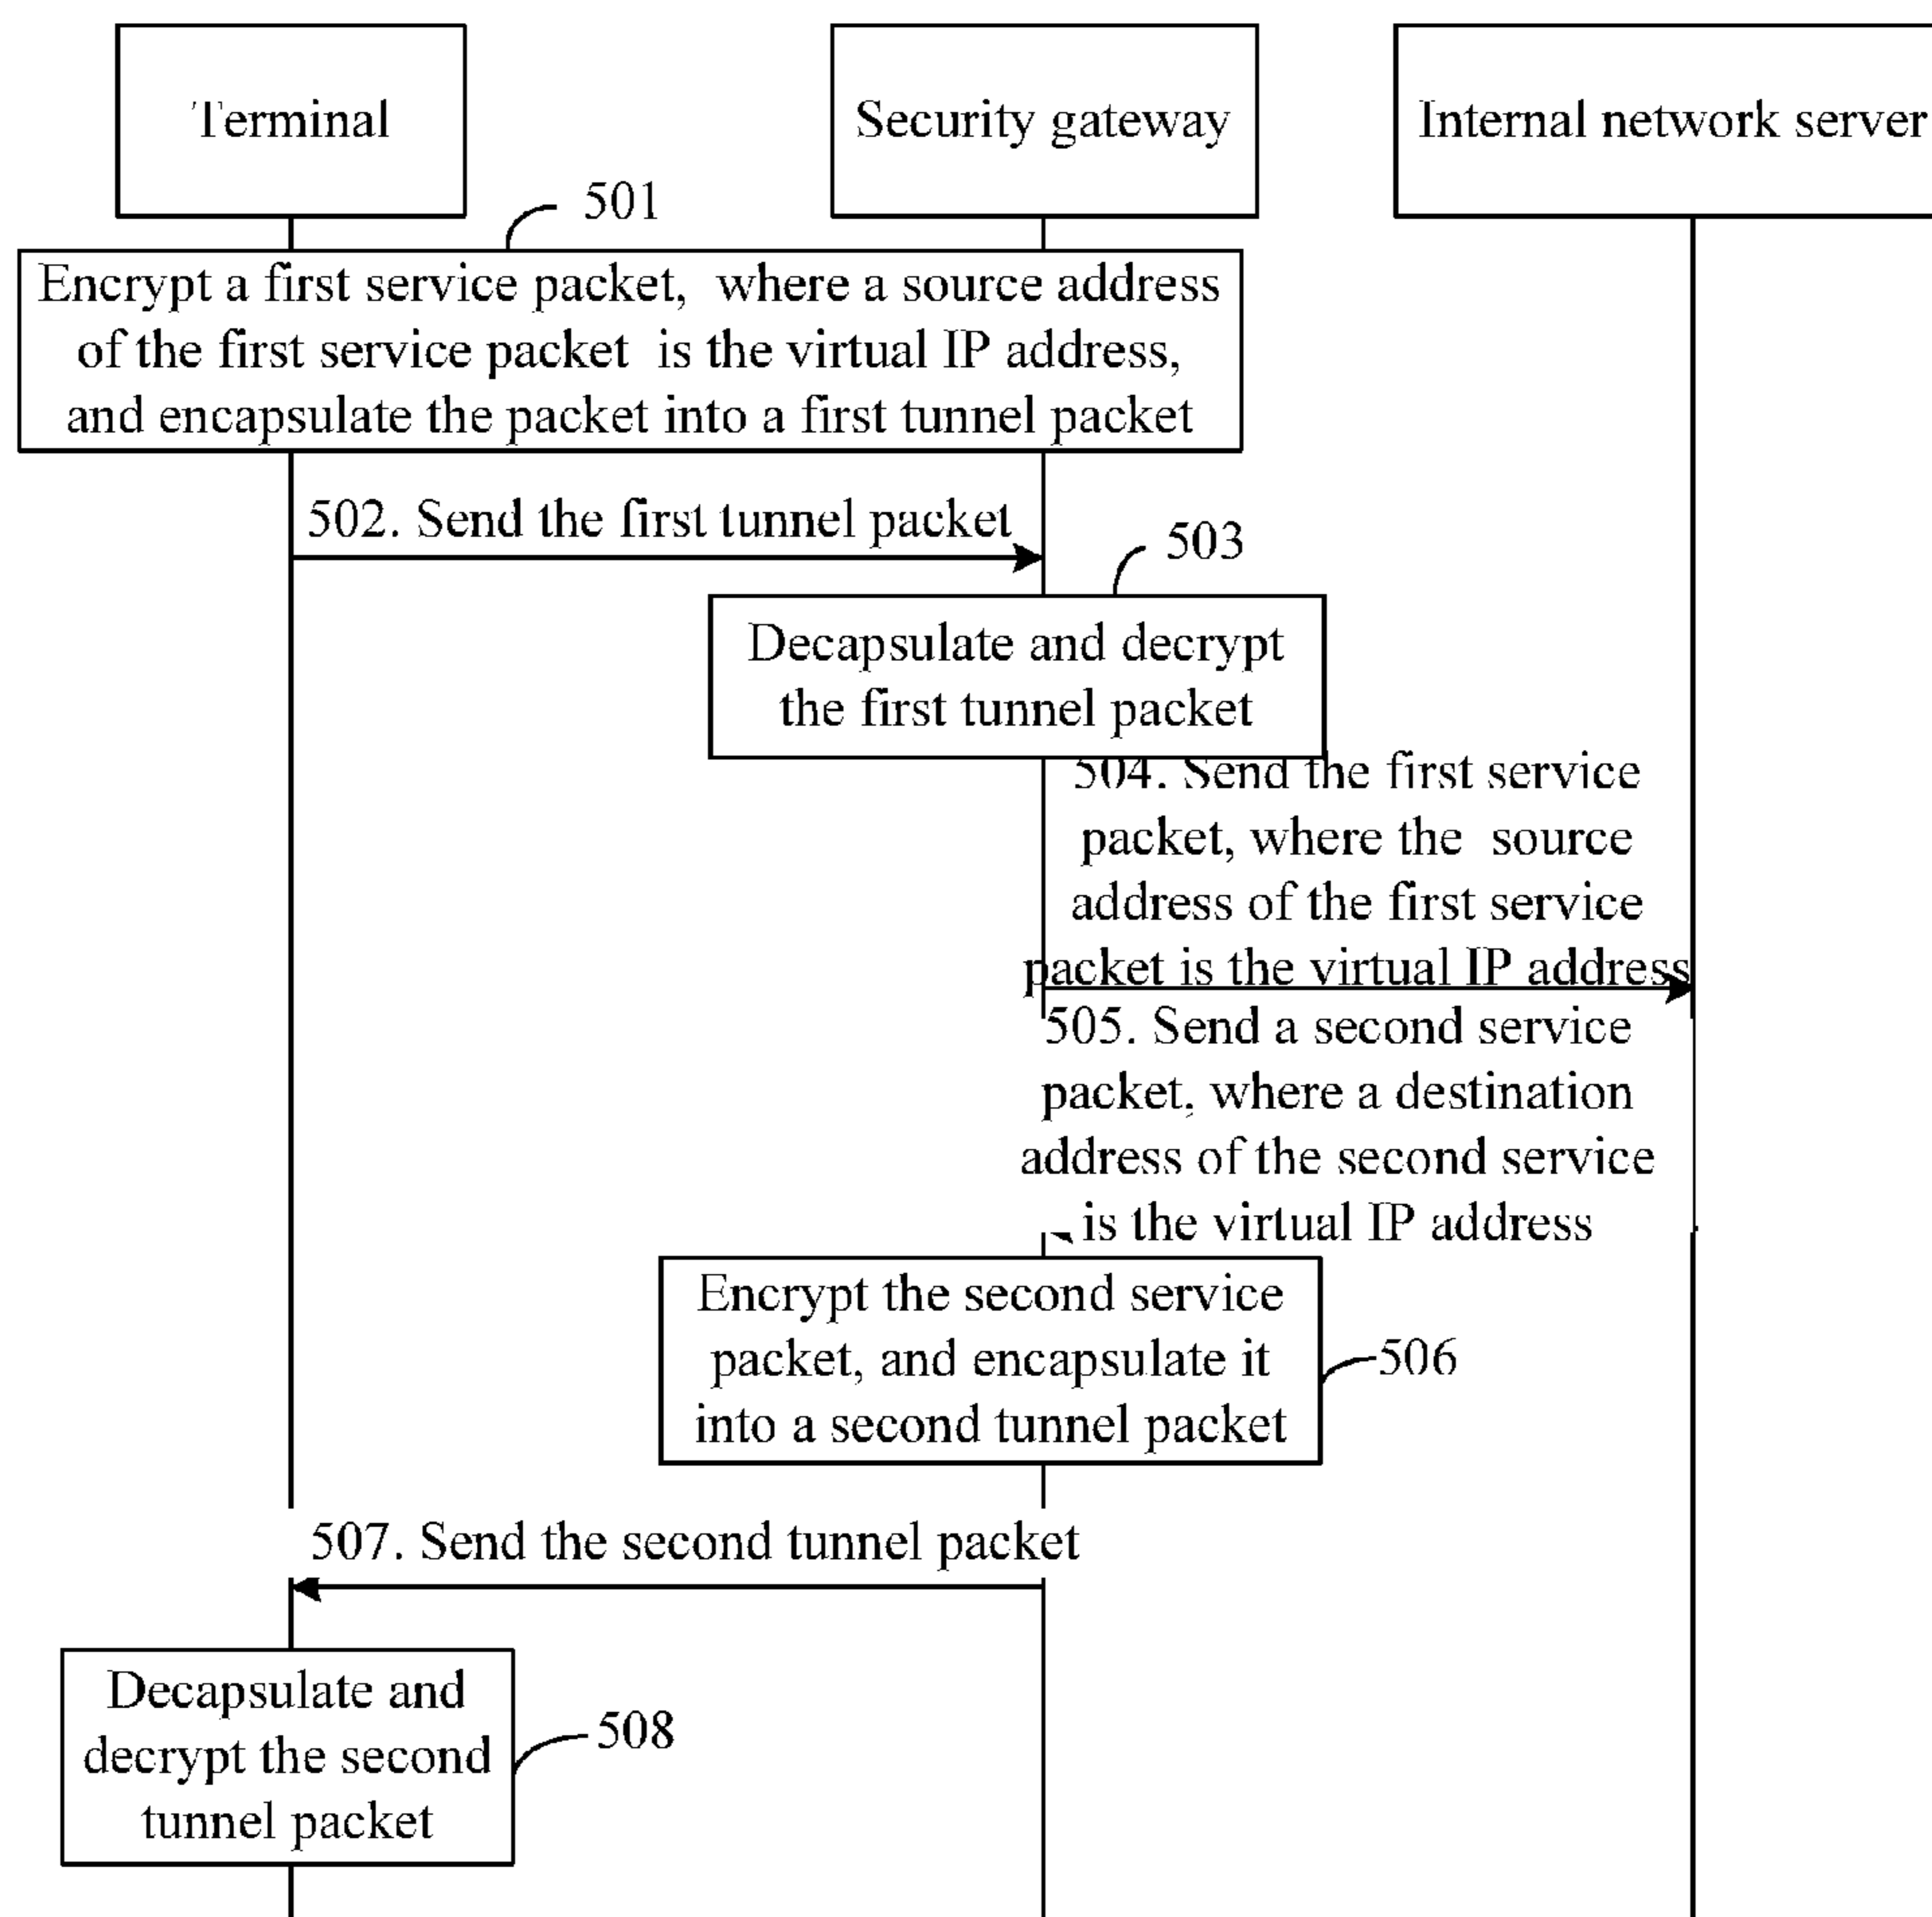 Terminal
Security gateway
Internal network server
501
Encrypt a first service packet, where a source address
of the first service packet is the virtual IP address,
and encapsulate the packet into a first tunnel packet
502. Send the first tunnel packet
503
Decapsulate and decrypt
the first tunnel packet
504. Send the first service
packet, where the source
address of the first service
packet is the virtual IP address
505. Send a second service
packet, where a destination
address of the second service
is the virtual IP address
Encrypt the second service
packet, and encapsulate it
into a second tunnel packet
506
507. Send the second tunnel packet
Decapsulate and
decrypt the second
tunnel packet
508